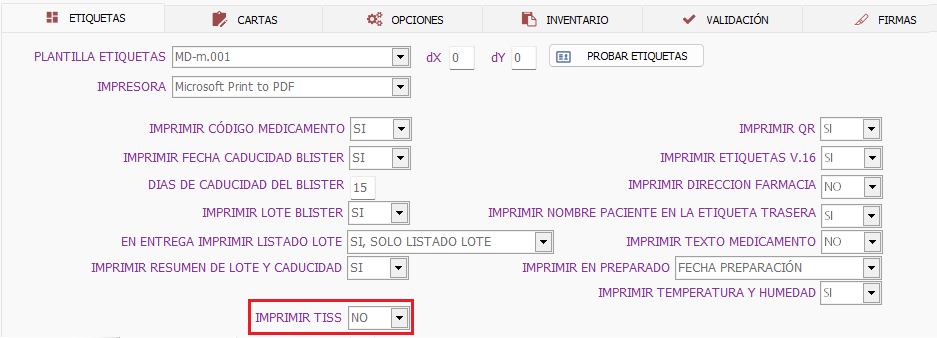 ETIQUETAS CARTAS OPCIONES INVENTARIO VALIDACIÓN FIRMAS
PLANTILLA ETIQUETAS MD-m.001 dX 0 dY 0 PROBAR ETIQUETAS
IMPRESORA Microsoft Print to PDF
IMPRIMIR CÓDIGO MEDICAMENTO SI IMPRIMIR QR SI
IMPRIMIR FECHA CADUCIDAD BLISTER SI IMPRIMIR ETIQUETAS V.16 SI
DIAS DE CADUCIDAD DEL BLISTER 15 IMPRIMIR DIRECCION FARMACIA NO
IMPRIMIR LOTE BLISTER SI IMPRIMIR NOMBRE PACIENTE EN LA ETIQUETA TRASERA SI
EN ENTREGA IMPRIMIR LISTADO LOTE SI, SOLO LISTADO LOTE IMPRIMIR TEXTO MEDICAMENTO NO
IMPRIMIR RESUMEN DE LOTE Y CADUCIDAD SI IMPRIMIR EN PREPARADO FECHA PREPARACIÓN
IMPRIMIR TEMPERATURA Y HUMEDAD SI
IMPRIMIR TISS NO